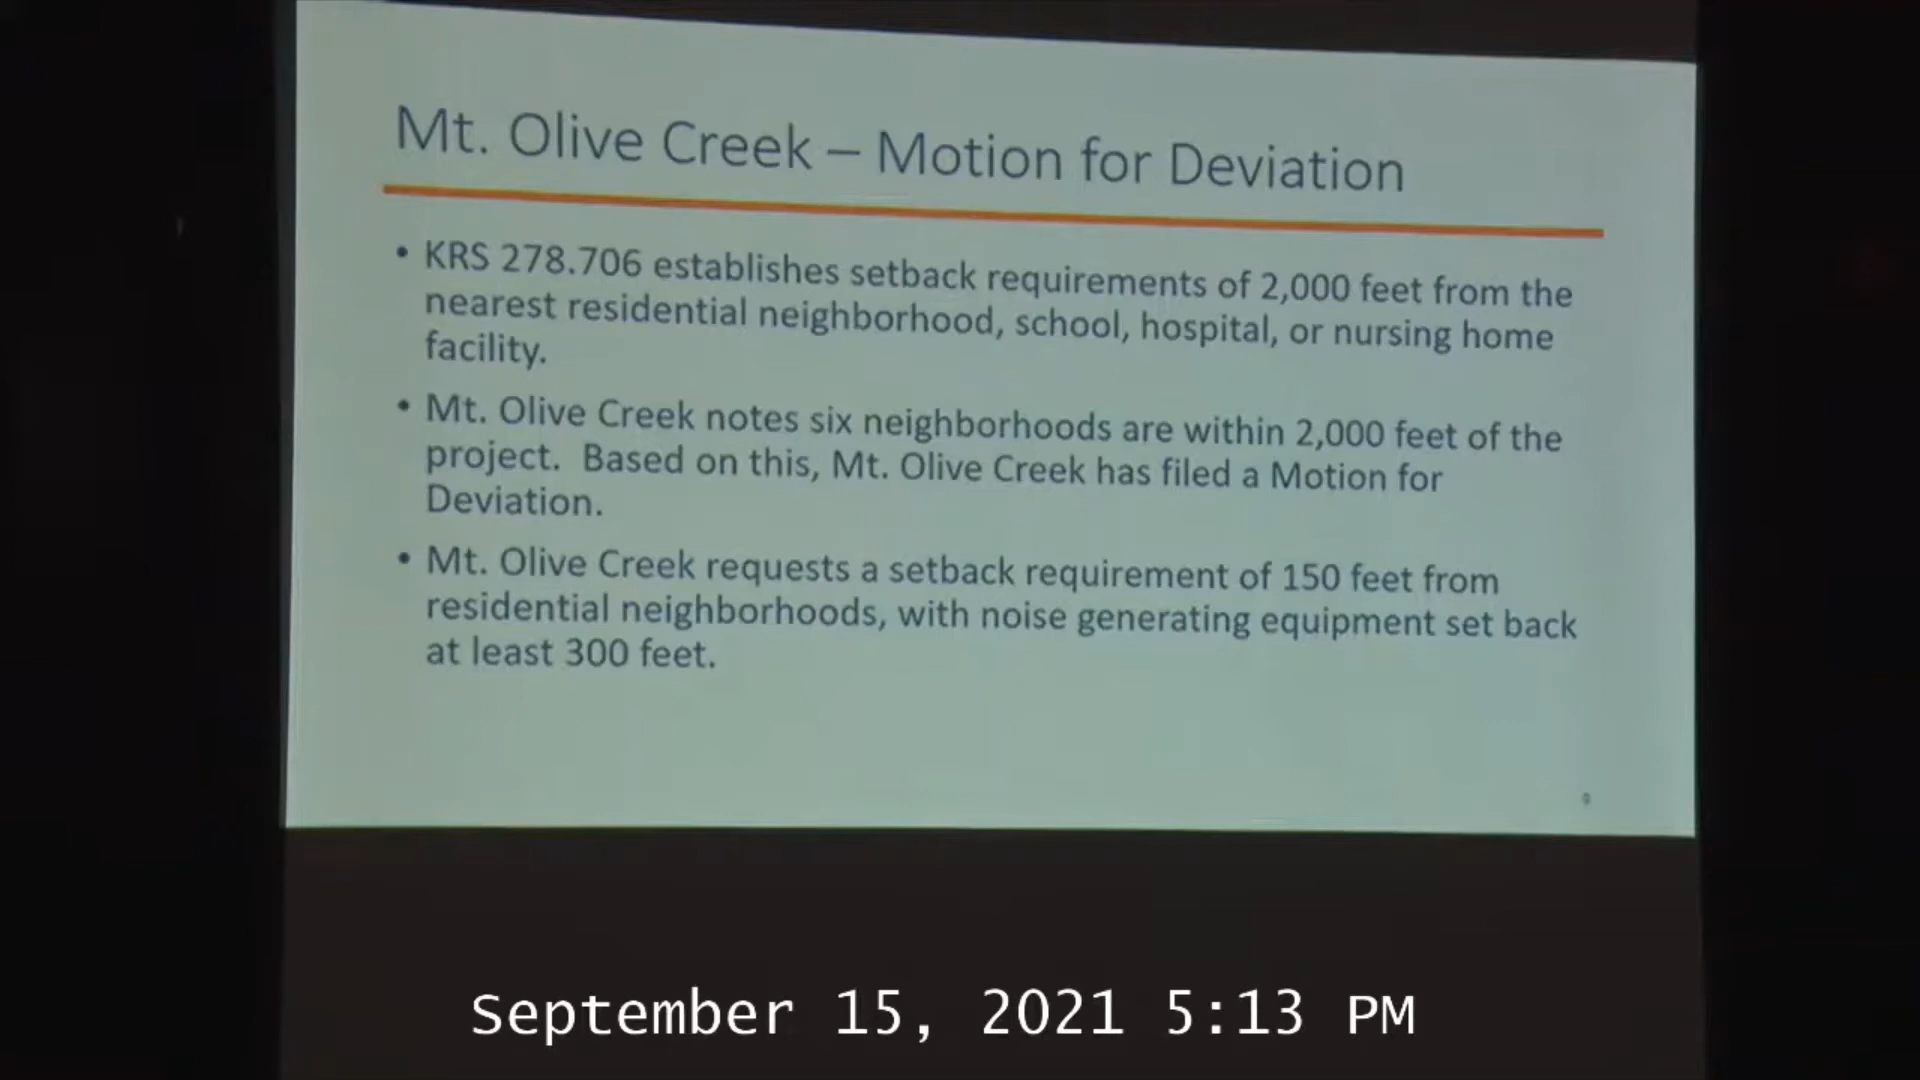 Mt. Olive Creek – Motion for Deviation
• KRS 278.706 establishes setback requirements of 2,000 feet from the
nearest residential neighborhood, school, hospital, or nursing home
facility.
• Mt. Olive Creek notes six neighborhoods are within 2,000 feet of the
project.  Based on this, Mt. Olive Creek has filed a Motion for
Deviation.
• Mt. Olive Creek requests a setback requirement of 150 feet from
residential neighborhoods, with noise generating equipment set back
at least 300 feet.
September 15, 2021 5:13 PM